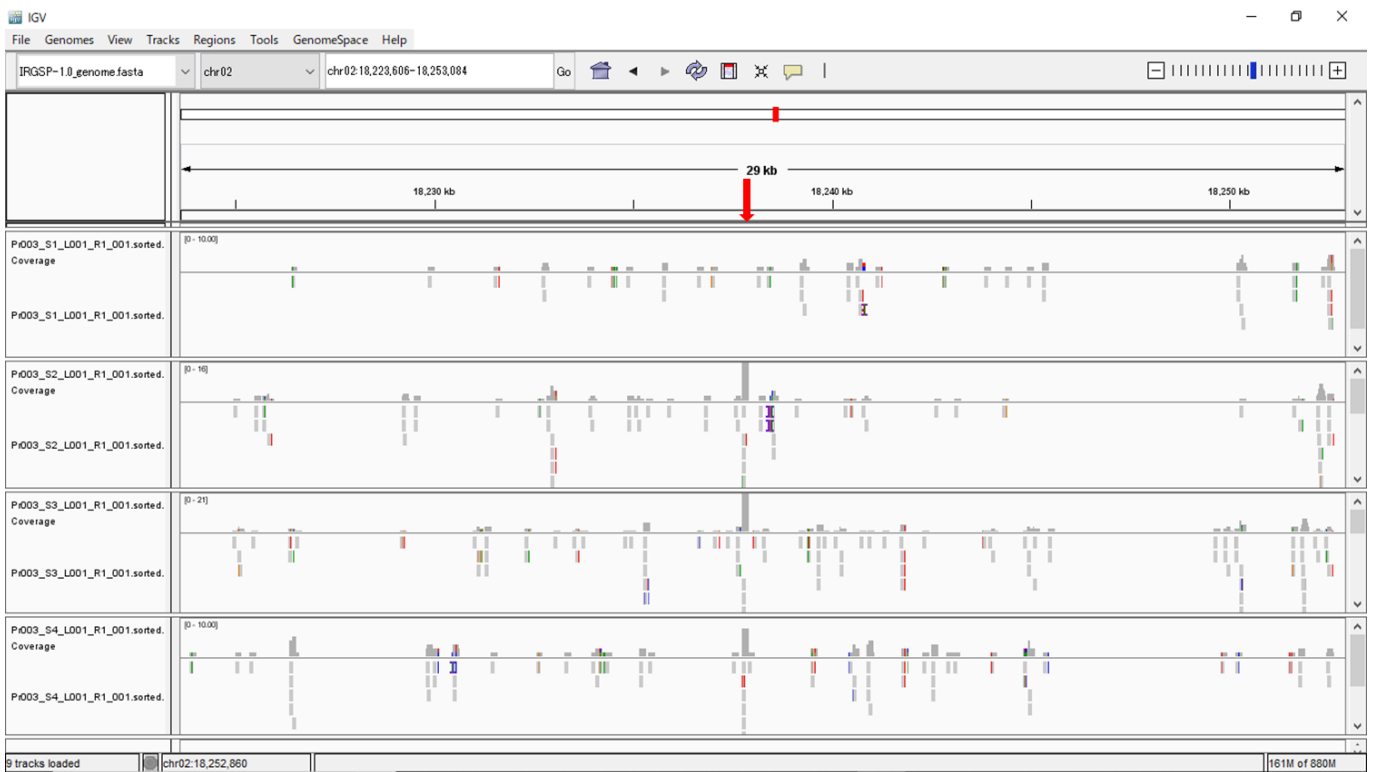 IGV
File Genomes View Tracks Regions Tools GenomeSpace Help
IRGSP-1.0_genome.fasta chr02 chr02:18,223,606-18,253,084 Go
29 kb
18,230 kb 18,240 kb 18,250 kb
Pr003_S1_L001_R1_001.sorted. [0 - 10.00]
Coverage
Pr003_S1_L001_R1_001.sorted.
Pr003_S2_L001_R1_001.sorted. [0 - 16]
Coverage
Pr003_S2_L001_R1_001.sorted.
Pr003_S3_L001_R1_001.sorted. [0 - 21]
Coverage
Pr003_S3_L001_R1_001.sorted.
Pr003_S4_L001_R1_001.sorted. [0 - 10.00]
Coverage
Pr003_S4_L001_R1_001.sorted.
9 tracks loaded chr02:18,252,860 161M of 880M